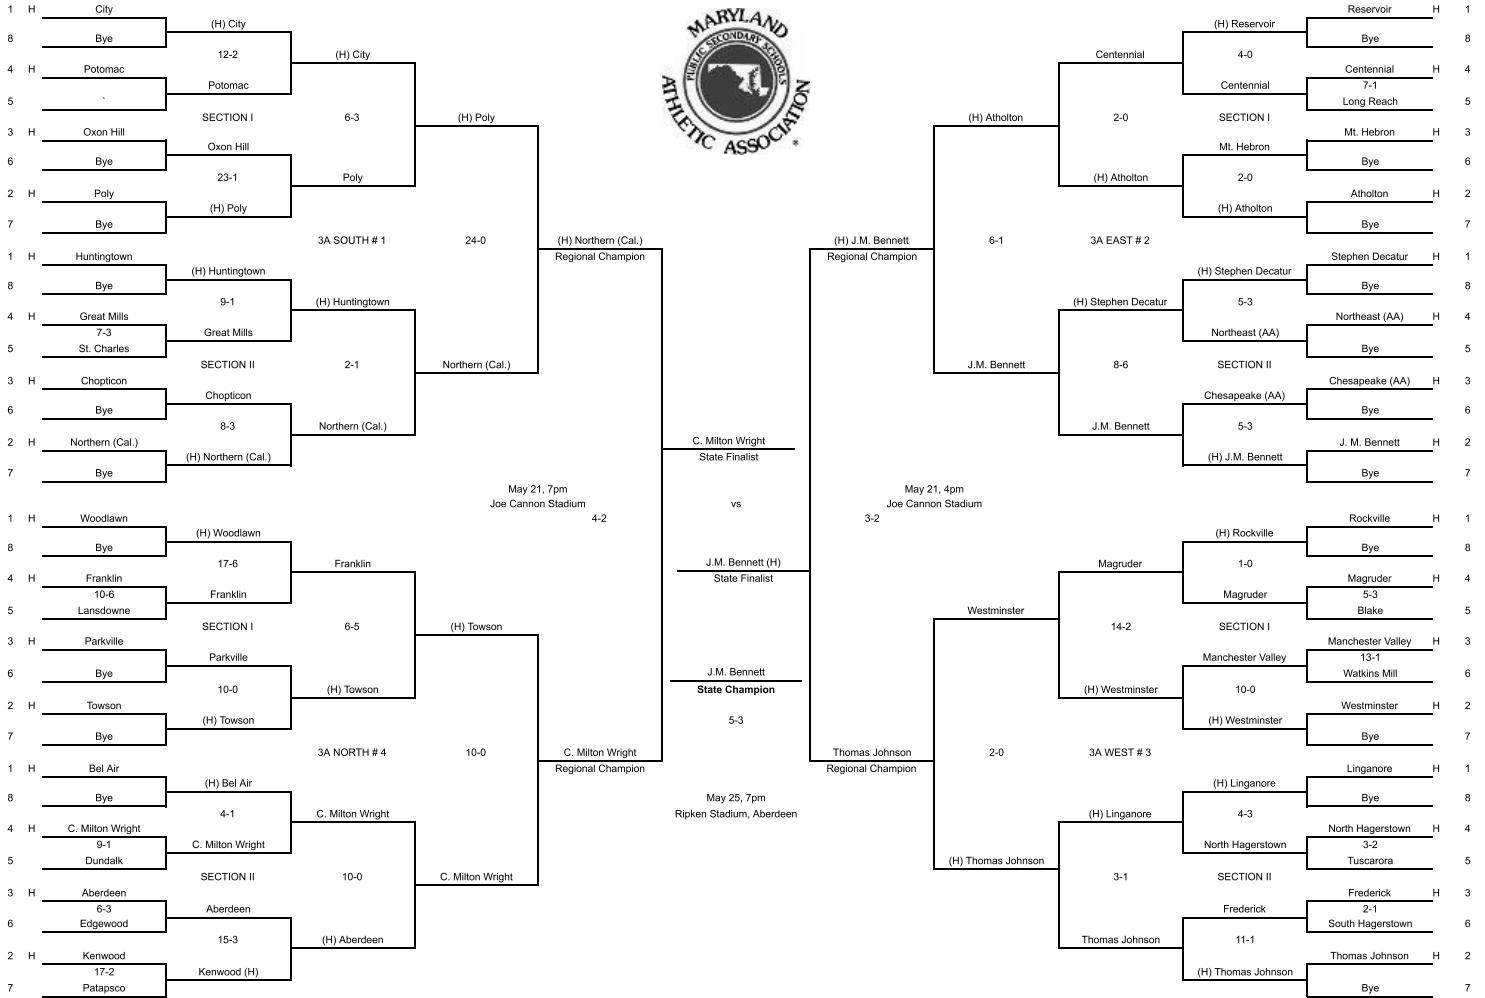 MARYLAND
PUBLIC SECONDARY SCHOOLS
ATHLETIC ASSOCIATION
®
1 H City
8 Bye
(H) City
12-2
4 H Potomac
5 `
Potomac
(H) City
SECTION I
6-3
3 H Oxon Hill
6 Bye
Oxon Hill
23-1
2 H Poly
7 Bye
(H) Poly
Poly
(H) Poly
3A SOUTH # 1
24-0
1 H Huntingtown
8 Bye
(H) Huntingtown
9-1
4 H Great Mills
7-3
5 St. Charles
Great Mills
(H) Huntingtown
SECTION II
2-1
3 H Chopticon
6 Bye
Chopticon
8-3
2 H Northern (Cal.)
7 Bye
(H) Northern (Cal.)
Northern (Cal.)
Northern (Cal.)
(H) Northern (Cal.)
Regional Champion
May 21, 7pm
Joe Cannon Stadium
4-2
1 H Woodlawn
8 Bye
(H) Woodlawn
17-6
4 H Franklin
10-6
5 Lansdowne
Franklin
Franklin
SECTION I
6-5
3 H Parkville
6 Bye
Parkville
10-0
2 H Towson
7 Bye
(H) Towson
(H) Towson
(H) Towson
3A NORTH # 4
10-0
1 H Bel Air
8 Bye
(H) Bel Air
4-1
4 H C. Milton Wright
9-1
5 Dundalk
C. Milton Wright
C. Milton Wright
SECTION II
10-0
3 H Aberdeen
6-3
6 Edgewood
Aberdeen
15-3
2 H Kenwood
17-2
7 Patapsco
Kenwood (H)
(H) Aberdeen
C. Milton Wright
C. Milton Wright
Regional Champion
C. Milton Wright
State Finalist
vs
J.M. Bennett (H)
State Finalist
J.M. Bennett
State Champion
5-3
May 25, 7pm
Ripken Stadium, Aberdeen
Reservoir H 1
Bye 8
(H) Reservoir
4-0
Centennial H 4
7-1
Long Reach 5
Centennial
Centennial
SECTION I
2-0
Mt. Hebron H 3
Bye 6
Mt. Hebron
2-0
Atholton H 2
Bye 7
(H) Atholton
(H) Atholton
(H) Atholton
3A EAST # 2
6-1
Stephen Decatur H 1
Bye 8
(H) Stephen Decatur
5-3
Northeast (AA) H 4
Bye 5
Northeast (AA)
(H) Stephen Decatur
SECTION II
8-6
Chesapeake (AA) H 3
Bye 6
Chesapeake (AA)
5-3
J. M. Bennett H 2
Bye 7
(H) J.M. Bennett
J.M. Bennett
J.M. Bennett
(H) J.M. Bennett
Regional Champion
May 21, 4pm
Joe Cannon Stadium
3-2
Rockville H 1
Bye 8
(H) Rockville
1-0
Magruder H 4
5-3
Blake 5
Magruder
Magruder
SECTION I
14-2
Manchester Valley H 3
13-1
Watkins Mill 6
Manchester Valley
10-0
Westminster H 2
Bye 7
(H) Westminster
(H) Westminster
Westminster
3A WEST # 3
2-0
Linganore H 1
Bye 8
(H) Linganore
4-3
North Hagerstown H 4
3-2
Tuscarora 5
North Hagerstown
(H) Linganore
SECTION II
3-1
Frederick H 3
2-1
South Hagerstown 6
Frederick
11-1
Thomas Johnson H 2
Bye 7
(H) Thomas Johnson
Thomas Johnson
(H) Thomas Johnson
Thomas Johnson
Regional Champion